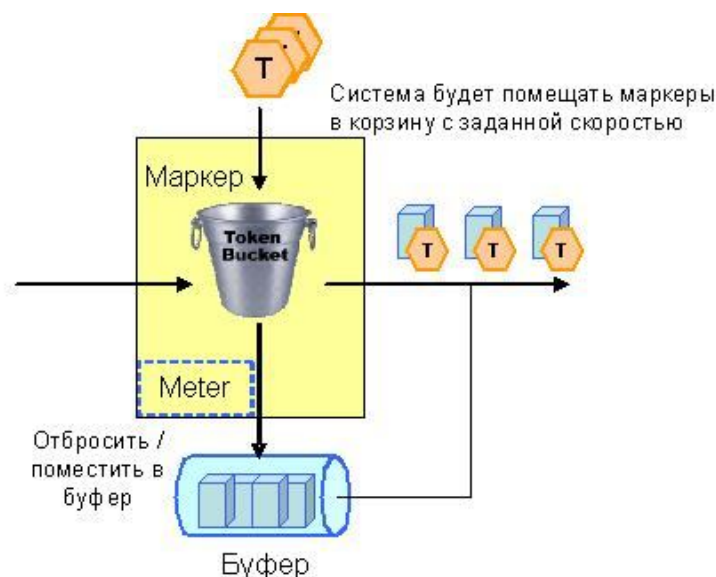 T
Система будет помещать маркеры
в корзину с заданной скоростью
Маркер
Token
Bucket
T
T
T
Meter
Отбросить /
поместить в
буфер
Буфер